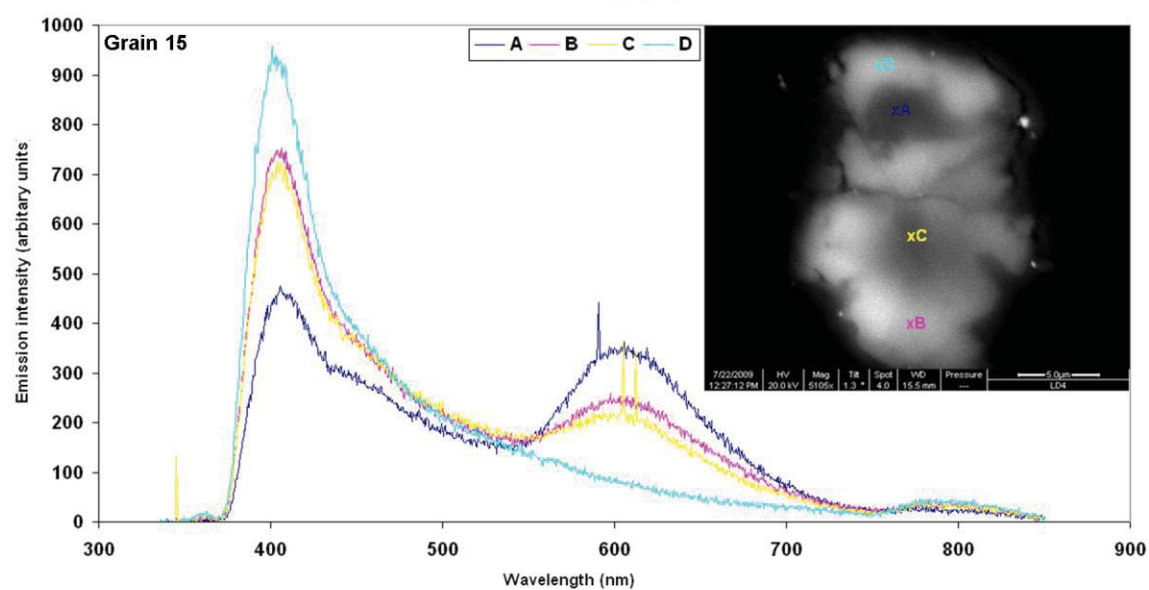 Grain 15
A B C D
Emission intensity (arbitary units)
1000
900
800
700
600
500
400
300
200
100
0
300 400 500 600 700 800 900
Wavelength (nm)
xD
xA
xC
xB
7/22/2009 HV Mag Tilt Spot WD Pressure 5.0µm
12:27:12 PM 20.0 kV 5105x 1.3 ° 4.0 15.5 mm --- LD4